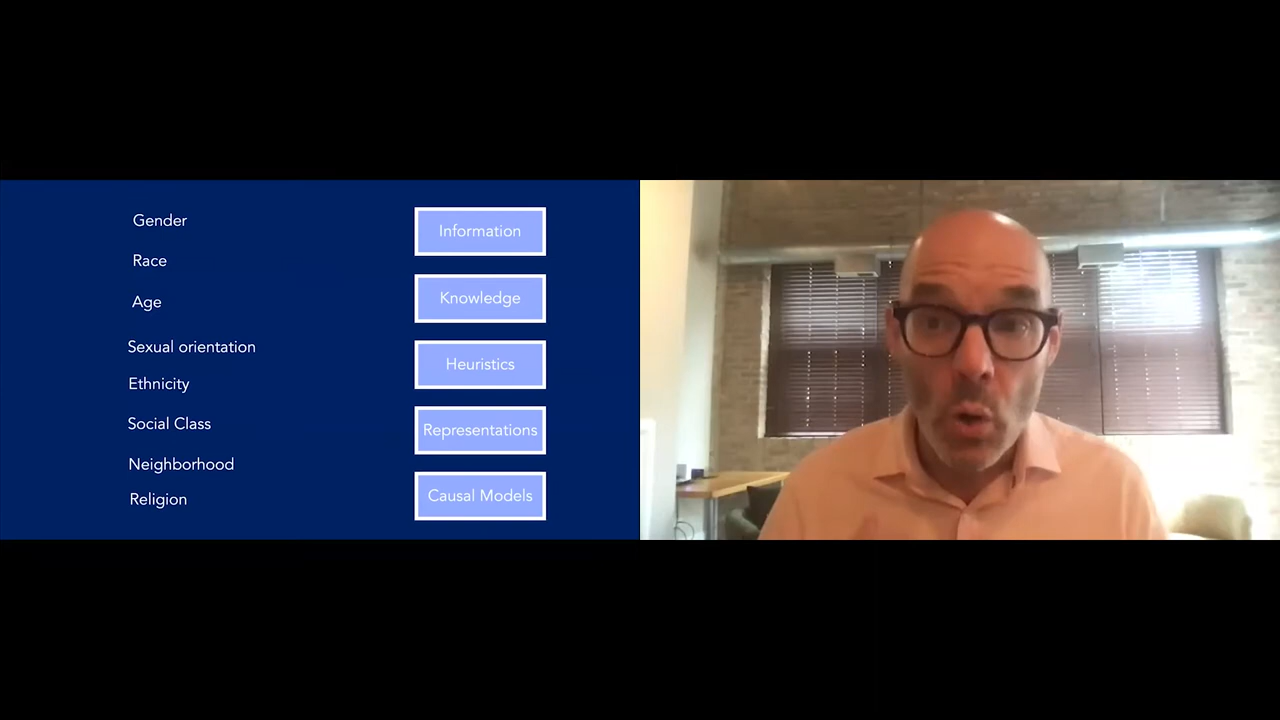 Gender
Race
Age
Sexual orientation
Ethnicity
Social Class
Neighborhood
Religion
Information
Knowledge
Heuristics
Representations
Causal Models